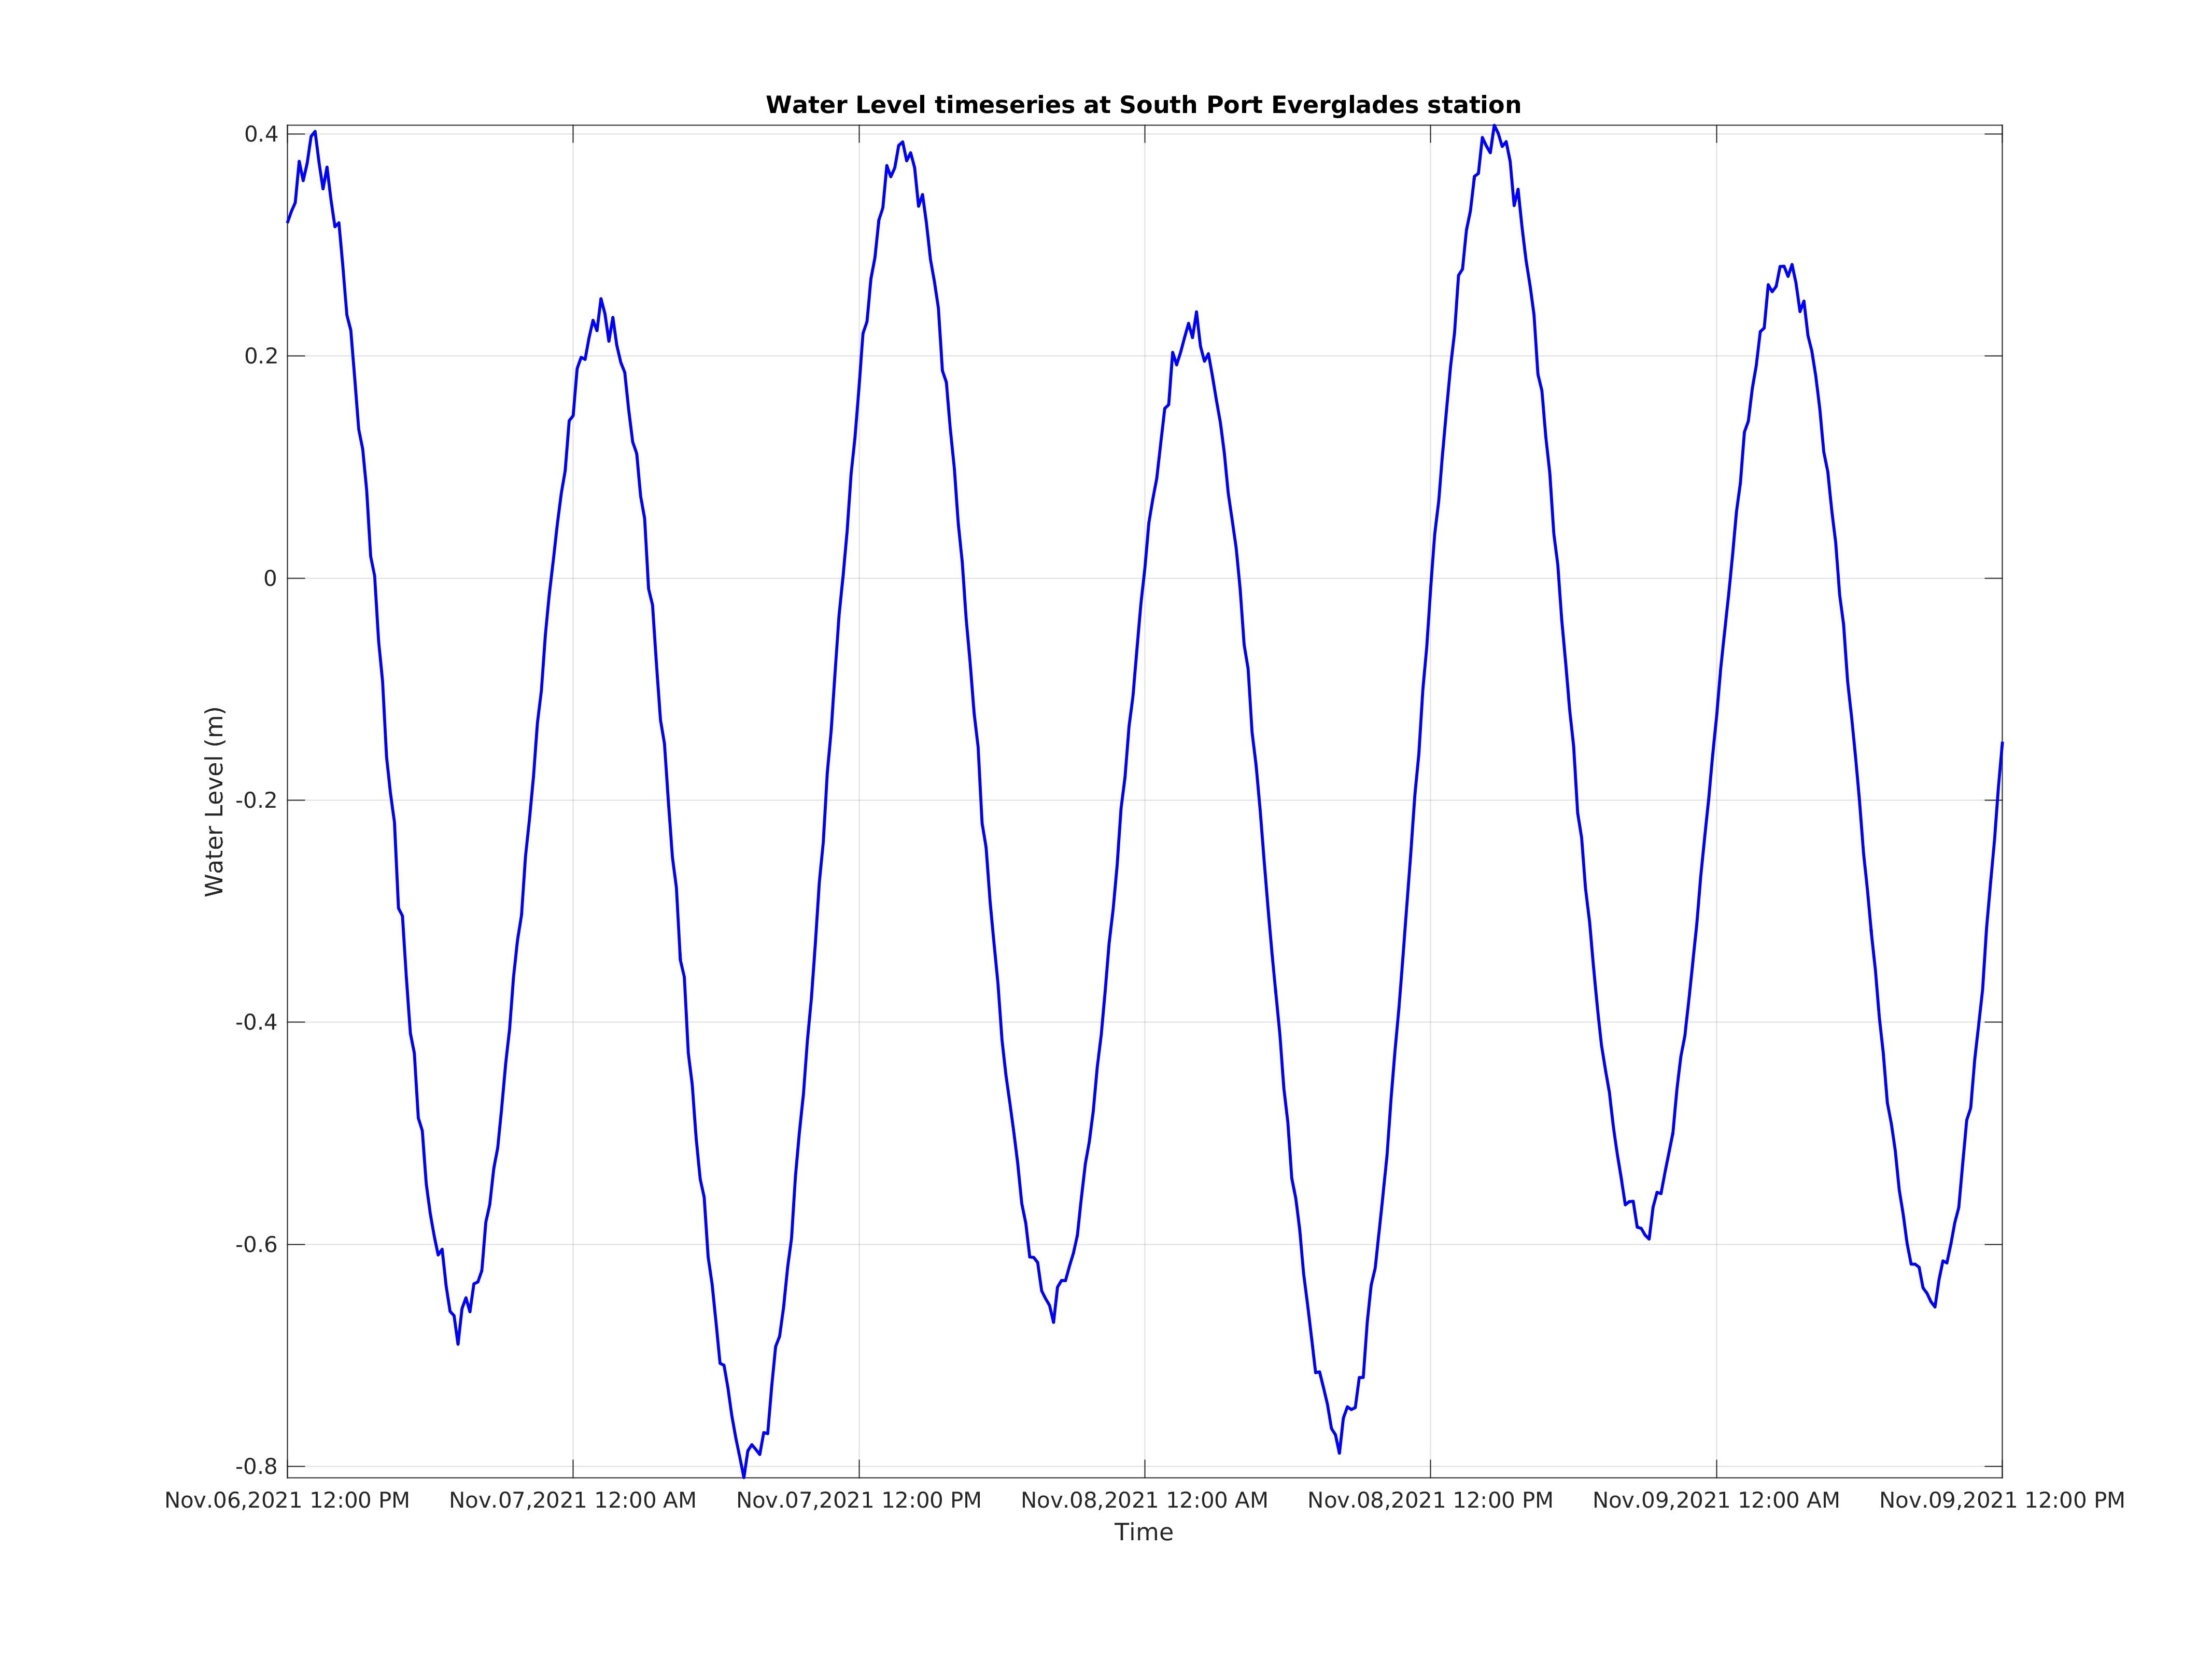 Water Level timeseries at South Port Everglades station
0.4
0.2
0
-0.2
-0.4
-0.6
-0.8
Water Level (m)
Nov.06,2021 12:00 PM Nov.07,2021 12:00 AM Nov.07,2021 12:00 PM Nov.08,2021 12:00 AM Nov.08,2021 12:00 PM Nov.09,2021 12:00 AM Nov.09,2021 12:00 PM
Time